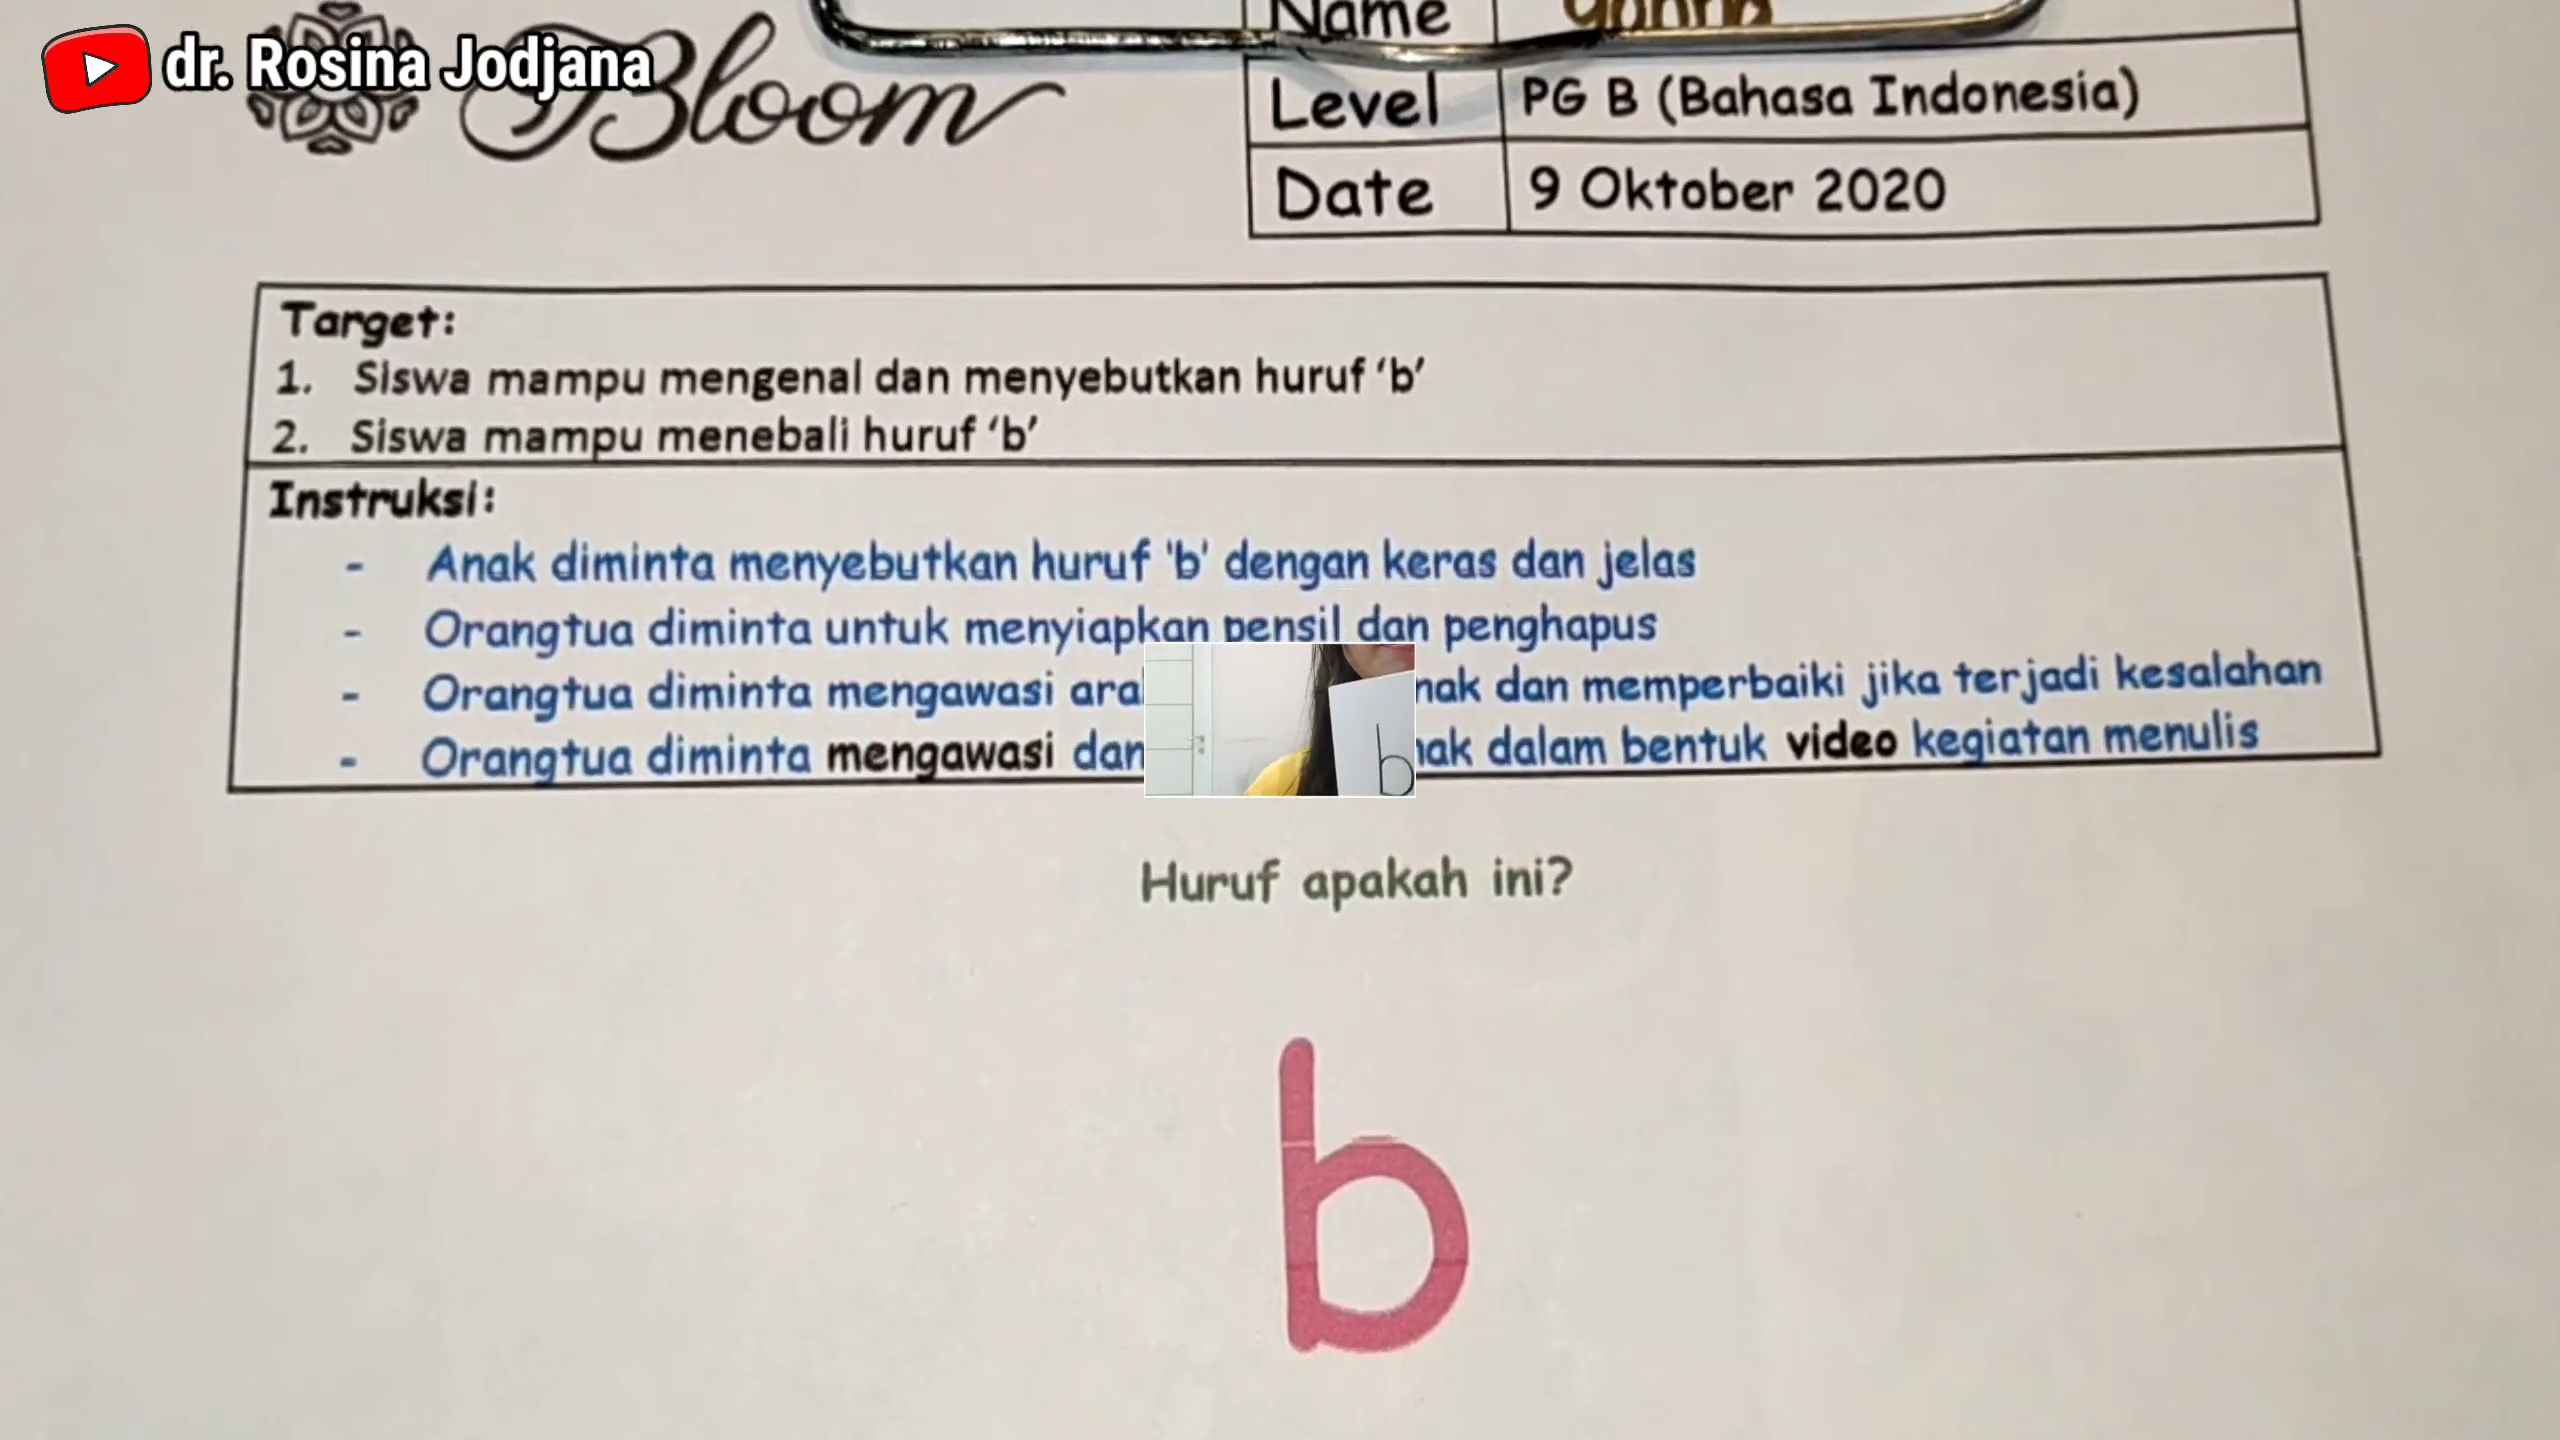 dr. Rosina Jodjana
Bloom
Name
Level PG B (Bahasa Indonesia)
Date 9 Oktober 2020
Target:
1. Siswa mampu mengenal dan menyebutkan huruf ‘b’
2. Siswa mampu menebali huruf ‘b’
Instruksi:
- Anak diminta menyebutkan huruf 'b' dengan keras dan jelas
- Orangtua diminta untuk menyiapkan pensil dan penghapus
- Orangtua diminta mengawasi dan memperbaiki jika terjadi kesalahan
- Orangtua diminta mengawasi dan dalam bentuk video kegiatan menulis
b
Huruf apakah ini?
b